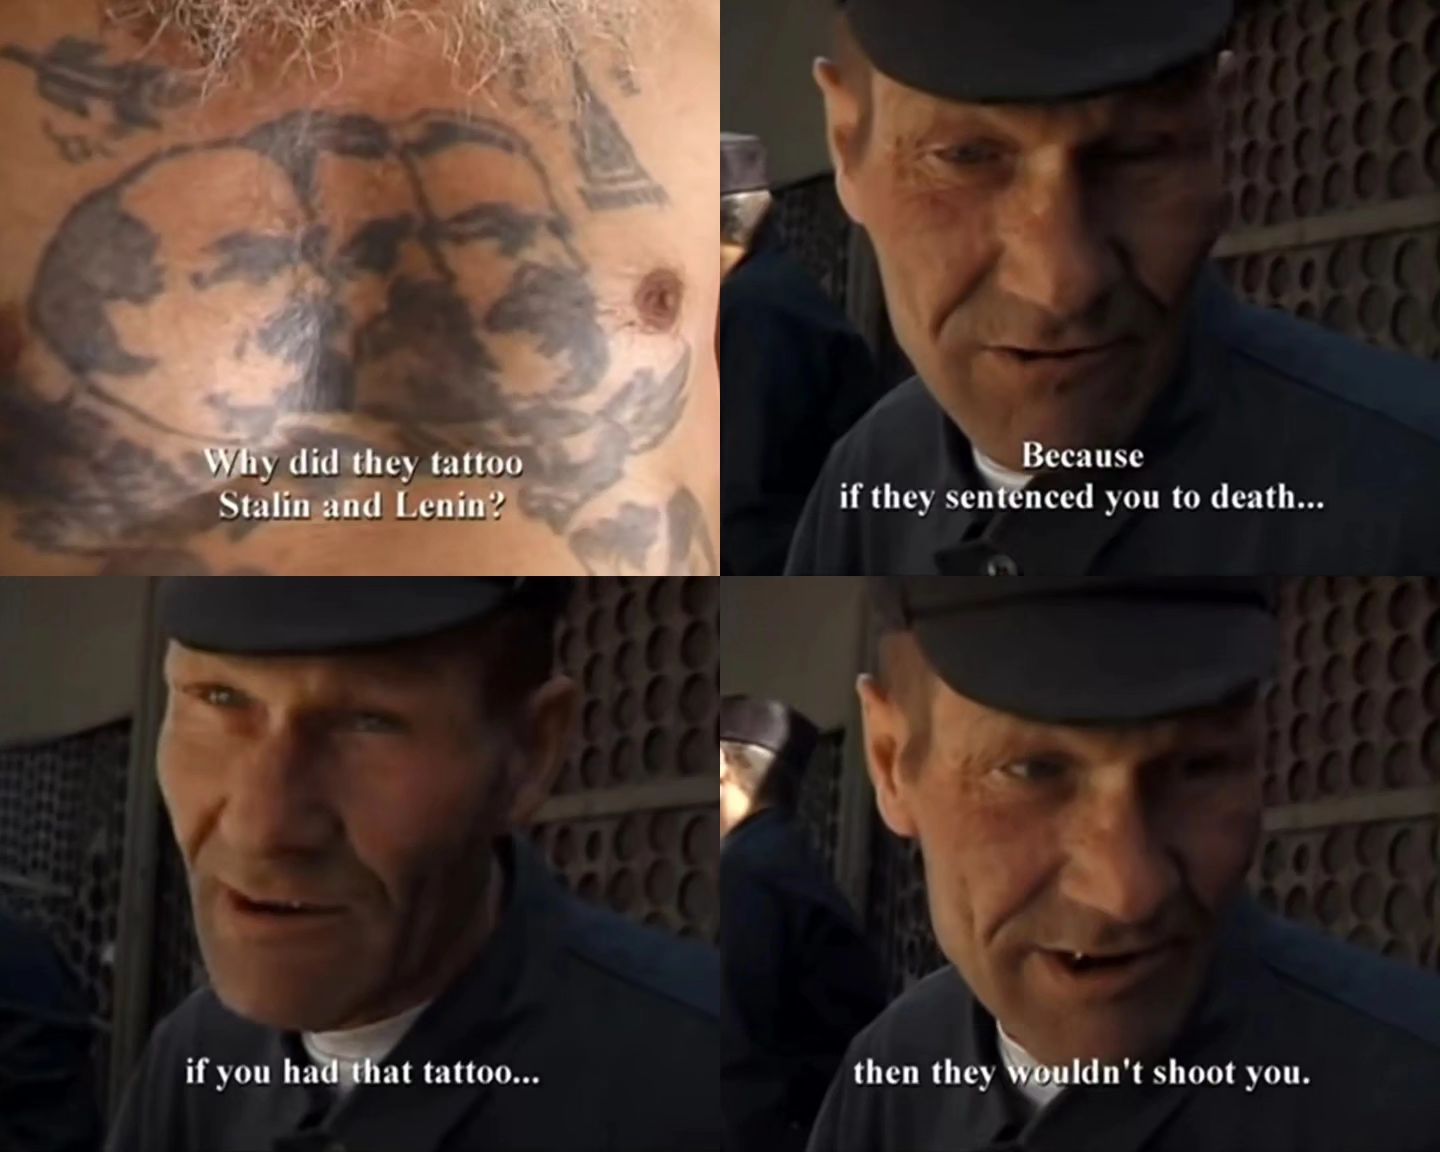 Why did they tattoo
Stalin and Lenin?
Because
if they sentenced you to death...
if you had that tattoo...
then they wouldn't shoot you.